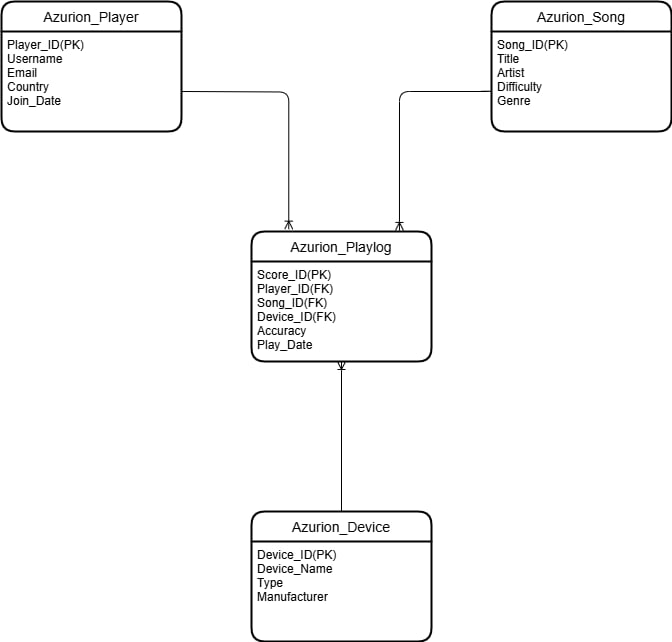 Azurion_Player
Player_ID(PK)
Username
Email
Country
Join_Date
Azurion_Song
Song_ID(PK)
Title
Artist
Difficulty
Genre
Azurion_Playlog
Score_ID(PK)
Player_ID(FK)
Song_ID(FK)
Device_ID(FK)
Accuracy
Play_Date
Azurion_Device
Device_ID(PK)
Device_Name
Type
Manufacturer